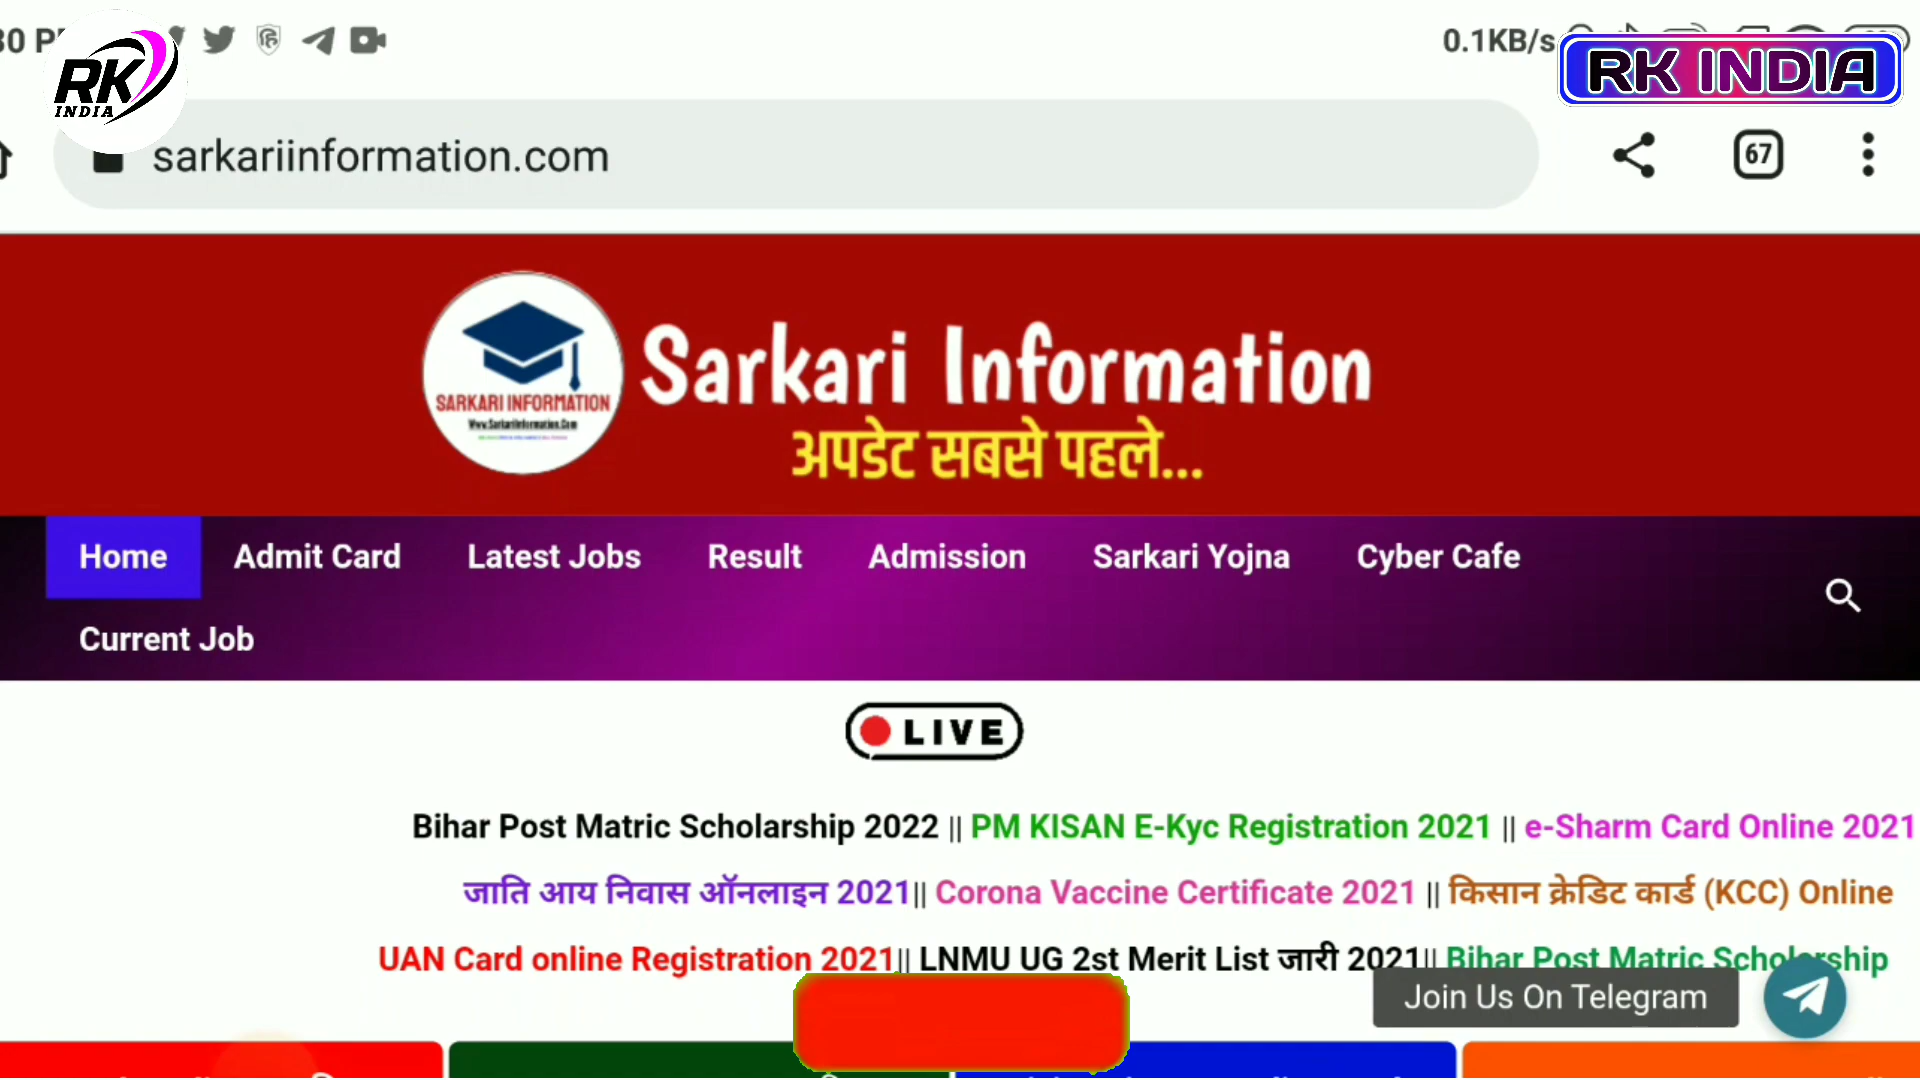 RK
INDIA
0.1KB/s
RK INDIA
sarkariinformation.com
67
SARKARI INFORMATION
Www.SarkariInformation.Com
Sarkari Information
अपडेट सबसे पहले...
Home Admit Card Latest Jobs Result Admission Sarkari Yojna Cyber Cafe
Current Job
LIVE
Bihar Post Matric Scholarship 2022 || PM KISAN E-Kyc Registration 2021 || e-Sharm Card Online 2021
जाति आय निवास ऑनलाइन 2021|| Corona Vaccine Certificate 2021 || किसान क्रेडिट कार्ड (KCC) Online
UAN Card online Registration 2021|| LNMU UG 2st Merit List जारी 2021|| Bihar Post Matric Scholarship
Join Us On Telegram